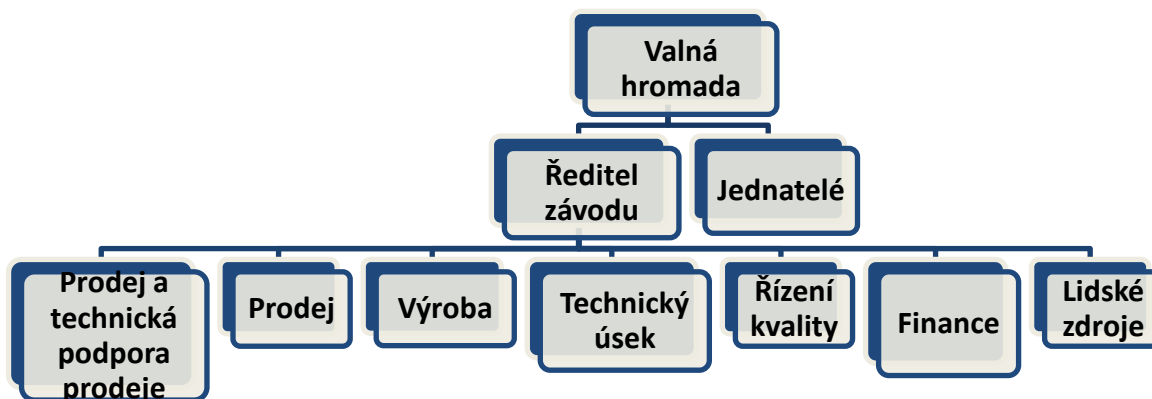 Valná
hromada
Ředitel
závodu
Jednatelé
Prodej a
technická
podpora
prodeje
Prodej
Výroba
Technický
úsek
Řízení
kvality
Finance
Lidské
zdroje